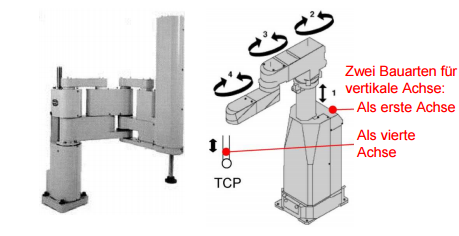 2
3
4
1
Zwei Bauarten für
vertikale Achse:
Als erste Achse
Als vierte
Achse
TCP